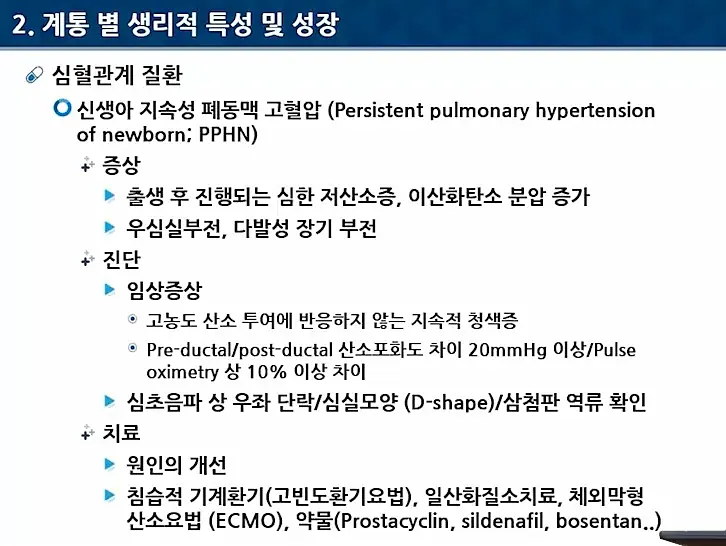 2. 계통 별 생리적 특성 및 성장
심혈관계 질환
신생아 지속성 폐동맥 고혈압 (Persistent pulmonary hypertension
of newborn; PPHN)
증상
출생 후 진행되는 심한 저산소증, 이산화탄소 분압 증가
우심실부전, 다발성 장기 부전
진단
임상증상
고농도 산소 투여에 반응하지 않는 지속적 청색증
Pre-ductal/post-ductal 산소포화도 차이 20mmHg 이상/Pulse
oximetry 상 10% 이상 차이
심초음파 상 우좌 단락/심실모양 (D-shape)/삼첨판 역류 확인
치료
원인의 개선
침습적 기계환기(고빈도환기요법), 일산화질소치료, 체외막형
산소요법 (ECMO), 약물(Prostacyclin, sildenafil, bosentan..)